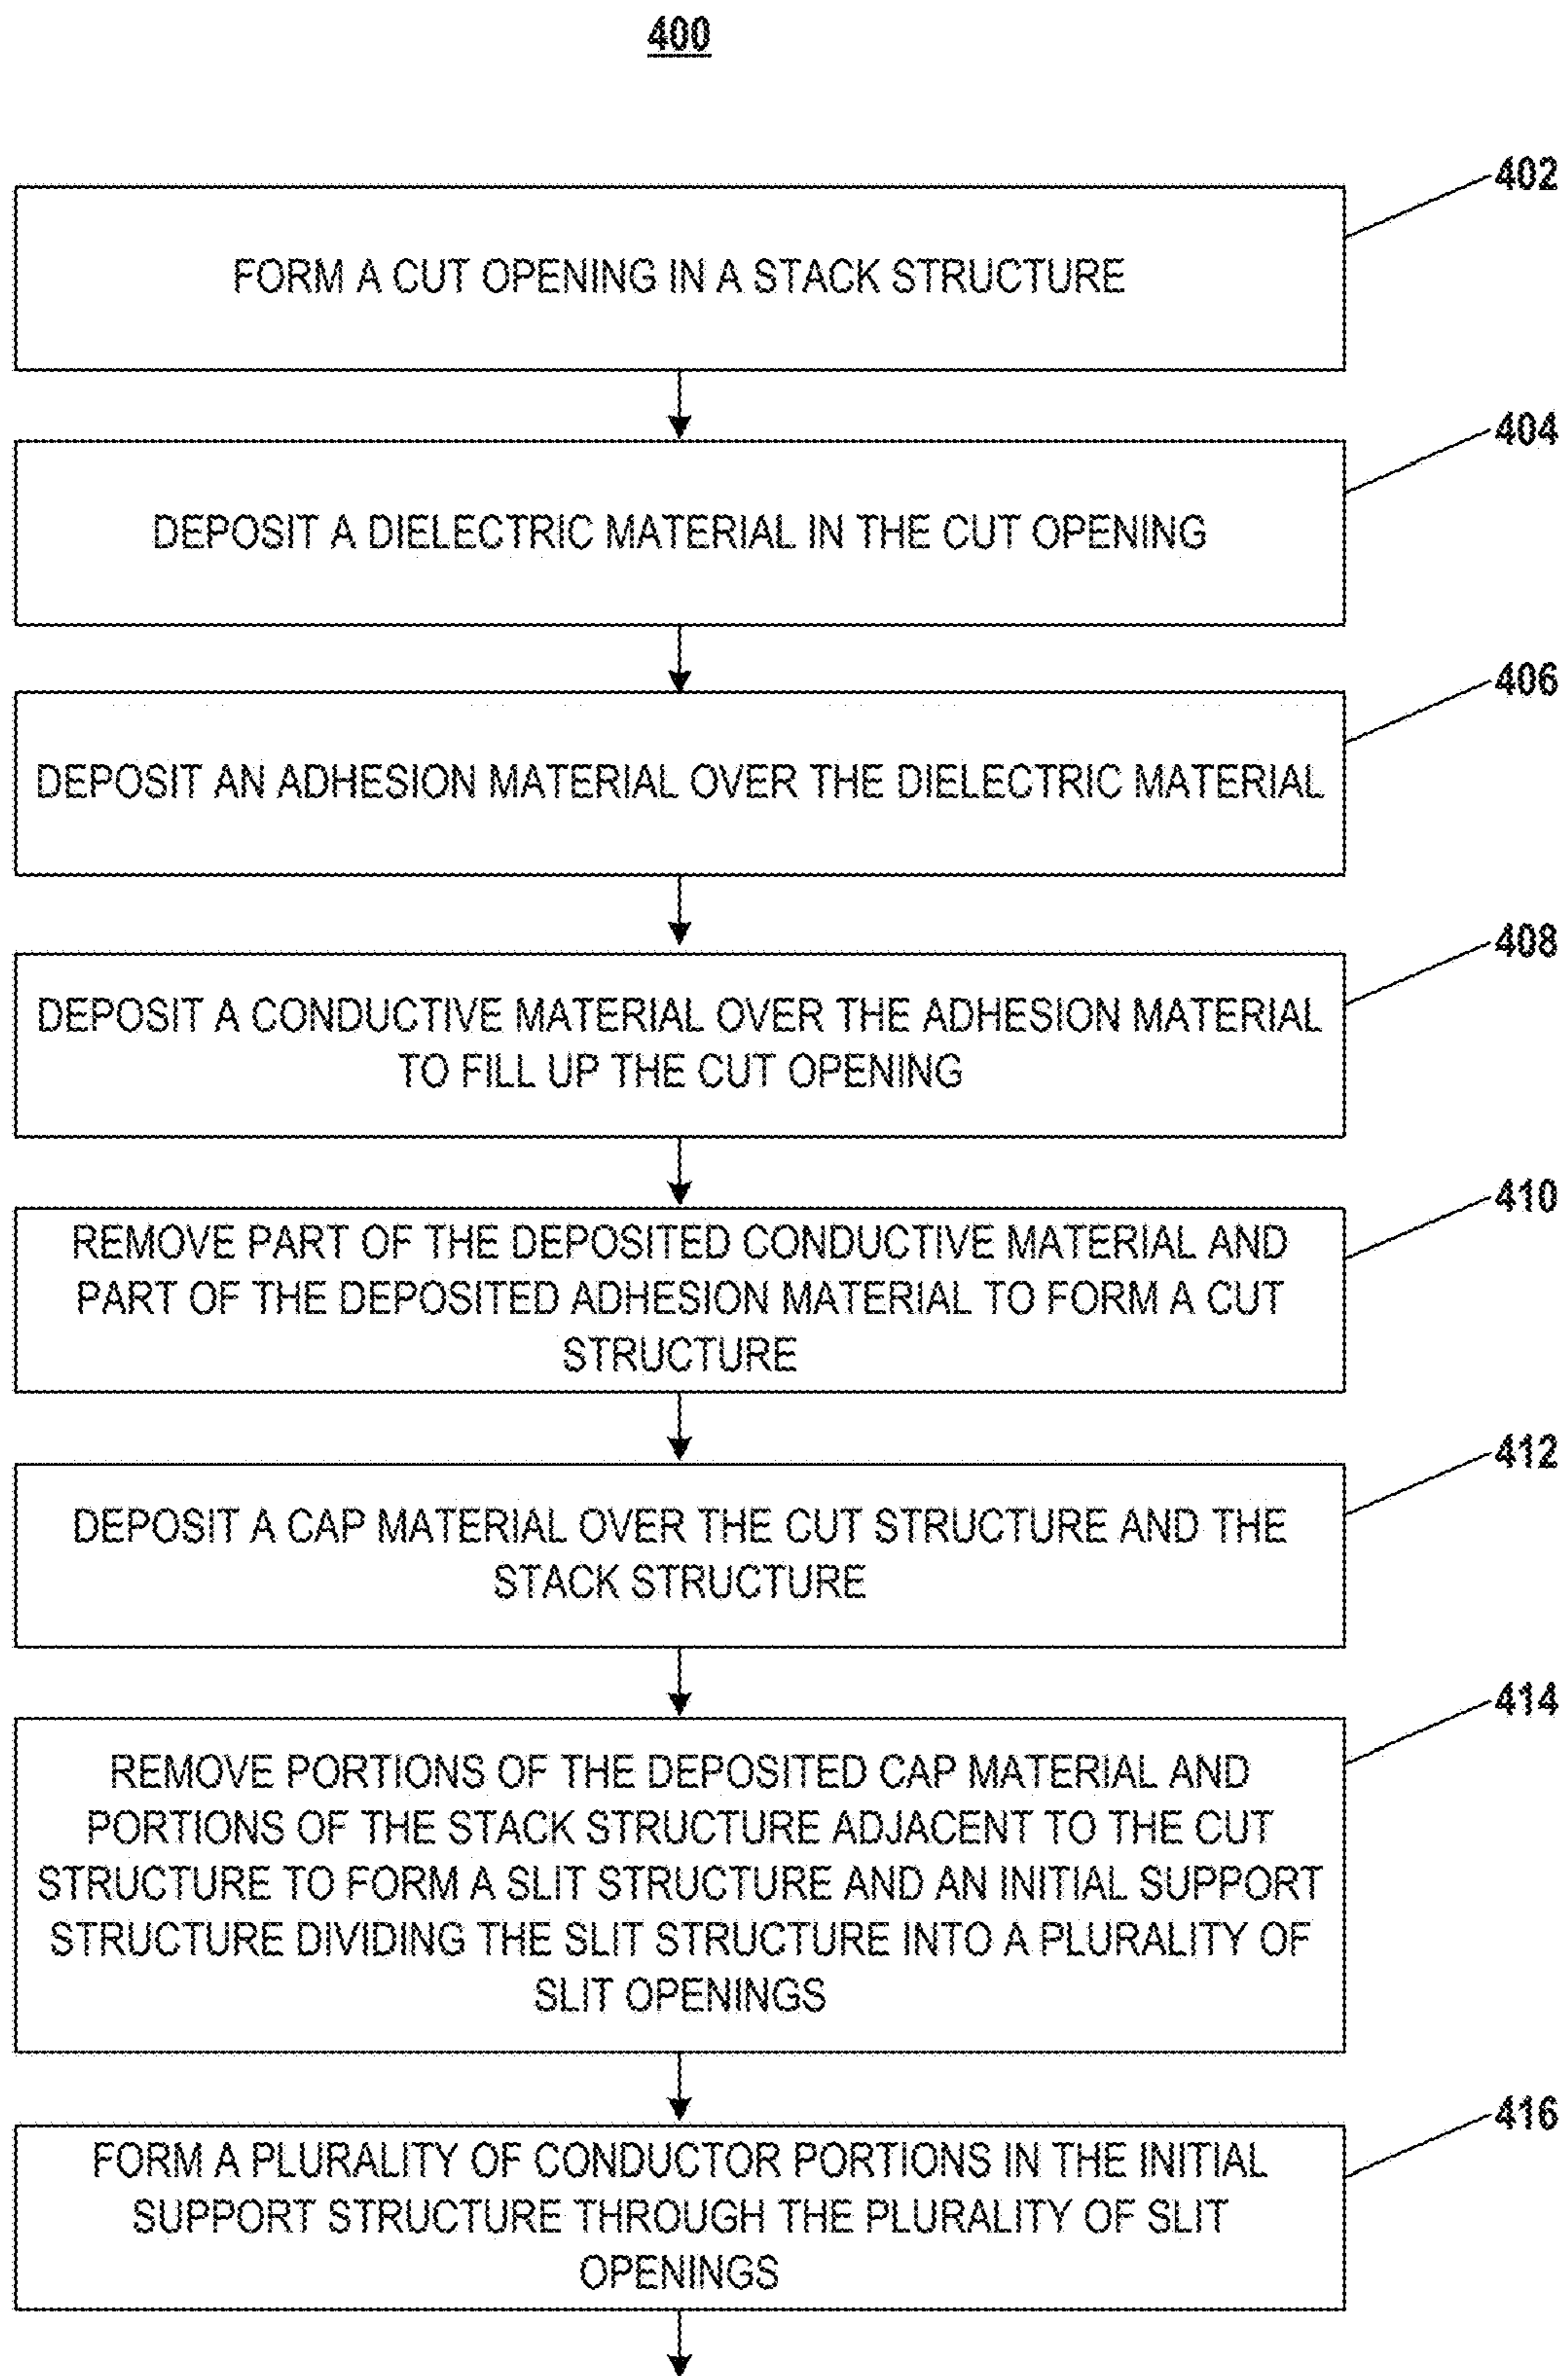 400
402
FORM A CUT OPENING IN A STACK STRUCTURE
404
DEPOSIT A DIELECTRIC MATERIAL IN THE CUT OPENING
406
DEPOSIT AN ADHESION MATERIAL OVER THE DIELECTRIC MATERIAL
408
DEPOSIT A CONDUCTIVE MATERIAL OVER THE ADHESION MATERIAL
TO FILL UP THE CUT OPENING
410
REMOVE PART OF THE DEPOSITED CONDUCTIVE MATERIAL AND
PART OF THE DEPOSITED ADHESION MATERIAL TO FORM A CUT
STRUCTURE
412
DEPOSIT A CAP MATERIAL OVER THE CUT STRUCTURE AND THE
STACK STRUCTURE
414
REMOVE PORTIONS OF THE DEPOSITED CAP MATERIAL AND
PORTIONS OF THE STACK STRUCTURE ADJACENT TO THE CUT
STRUCTURE TO FORM A SLIT STRUCTURE AND AN INITIAL SUPPORT
STRUCTURE DIVIDING THE SLIT STRUCTURE INTO A PLURALITY OF
SLIT OPENINGS
416
FORM A PLURALITY OF CONDUCTOR PORTIONS IN THE INITIAL
SUPPORT STRUCTURE THROUGH THE PLURALITY OF SLIT
OPENINGS